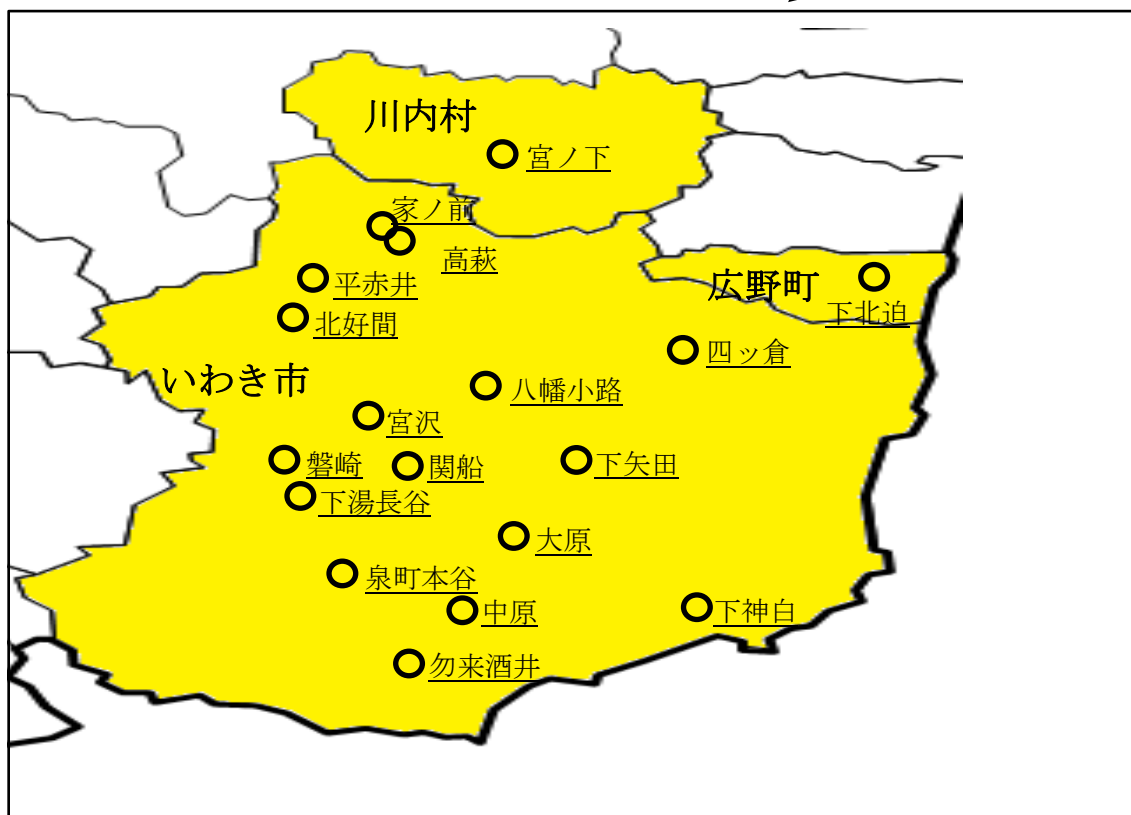 川内村
宮ノ下
家ノ前
高萩
平赤井
広野町
下北迫
北好間
四ッ倉
いわき市
八幡小路
宮沢
磐崎
関船
下矢田
下湯長谷
大原
泉町本谷
中原
下神白
勿来酒井